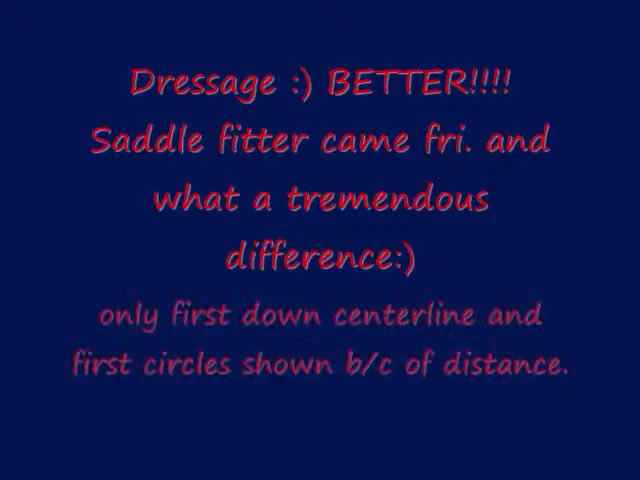 Dressage :) BETTER!!!!
Saddle fitter came fri. and
what a tremendous
difference:)
only first down centerline and
first circles shown b/c of distance.